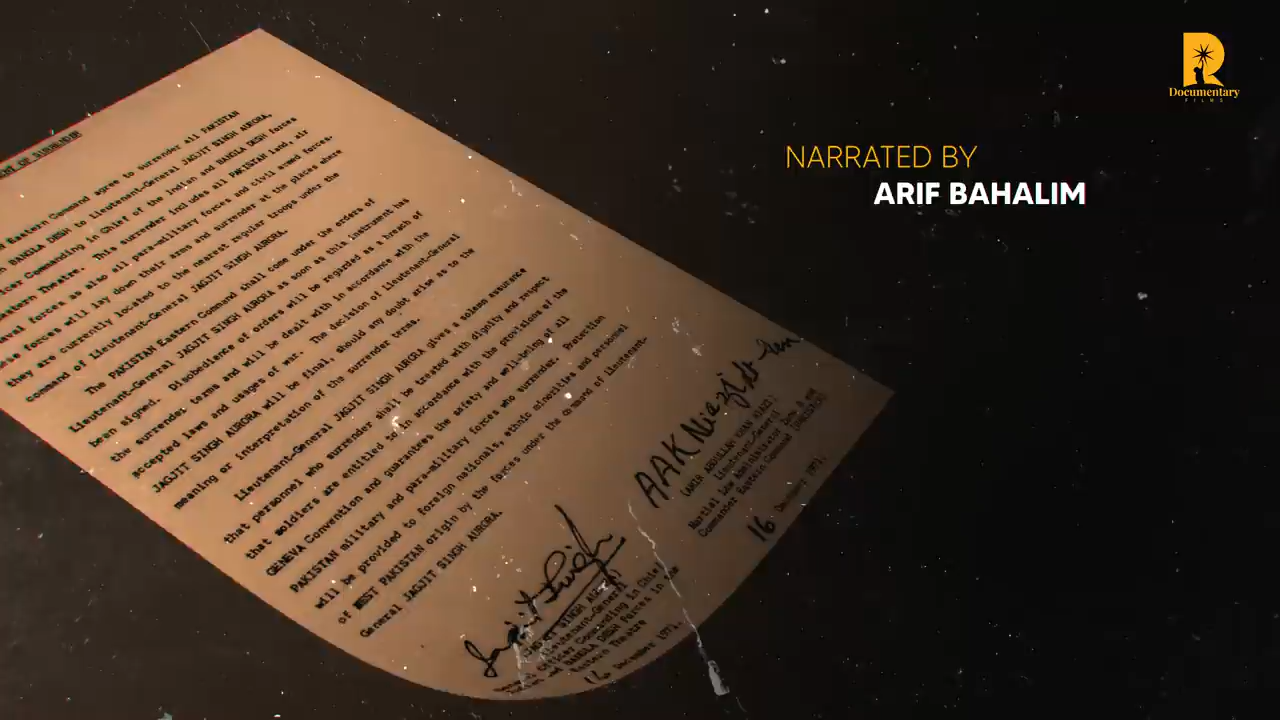 Documentary
FILMS
NARRATED BY
ARIF BAHALIM
OF SURRENDER
Eastern Command agree to surrender all PAKISTAN
BANGLA DESH to Lieutenant-General JAGJIT SINGH AURORA,
Commanding in Chief of the Indian and BANGLA DESH forces
Theatre. This surrender includes all PAKISTAN land, air
forces as also all para-military forces and civil armed forces.
forces will lay down their arms and surrender at the places where
they are currently located to the nearest regular troops under the
command of Lieutenant-General JAGJIT SINGH AURORA.
The PAKISTAN Eastern Command shall come under the orders of
Lieutenant-General JAGJIT SINGH AURORA as soon as this instrument has
been signed. Disobedience of orders will be regarded as a breach of
the surrender terms and will be dealt with in accordance with the
accepted laws and usages of war. The decision of Lieutenant-General
JAGJIT SINGH AURORA will be final, should any doubt arise as to the
meaning or interpretation of the surrender terms.
Lieutenant-General JAGJIT SINGH AURORA gives a solemn assurance
that personnel who surrender shall be treated with dignity and respect
that soldiers are entitled to in accordance with the provisions of the
GENEVA Convention and guarantees the safety and well-being of all
PAKISTAN military and para-military forces who surrender. Protection
will be provided to foreign nationals, ethnic minorities and personnel
of WEST PAKISTAN origin by the forces under the command of Lieutenant-
General JAGJIT SINGH AURORA.
AAK Niazi Lt-Gen
(AMIR ABDULLAH KHAN NIAZI)
Lieutenant-General
Martial Law Administrator Zone B and
Commander Eastern Command (PAKISTAN)
16 December 1971.
Jagjit Singh
Lieutenant-General
Commanding in Chief
BANGLA DESH Forces in the
Eastern Theatre
16 December 1971.